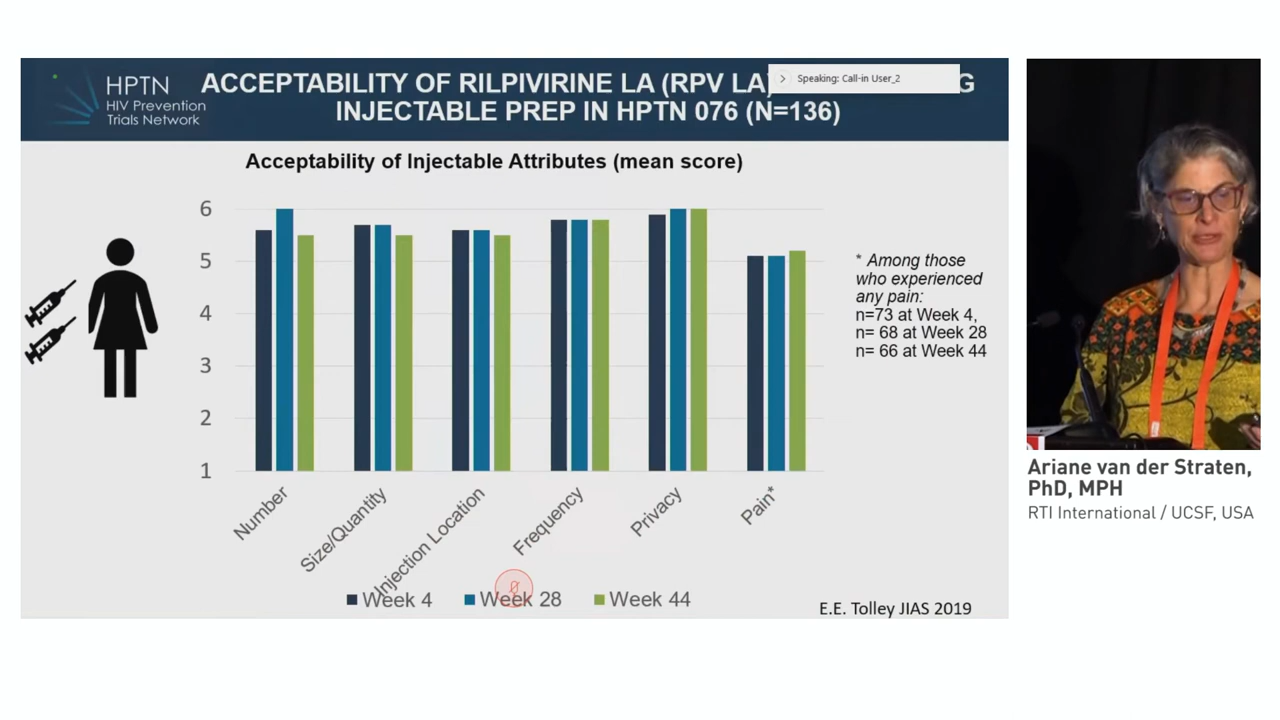 HPTN
HIV Prevention
Trials Network
ACCEPTABILITY OF RILPIVIRINE LA (RPV LA) G
INJECTABLE PREP IN HPTN 076 (N=136)
Speaking: Call-in User_2
Acceptability of Injectable Attributes (mean score)
6
5
4
3
2
1
Number
Size/Quantity
Injection Location
Frequency
Privacy
Pain*
Week 4
Week 28
Week 44
* Among those
who experienced
any pain:
n=73 at Week 4,
n= 68 at Week 28
n= 66 at Week 44
E.E. Tolley JIAS 2019
Ariane van der Straten,
PhD, MPH
RTI International / UCSF, USA